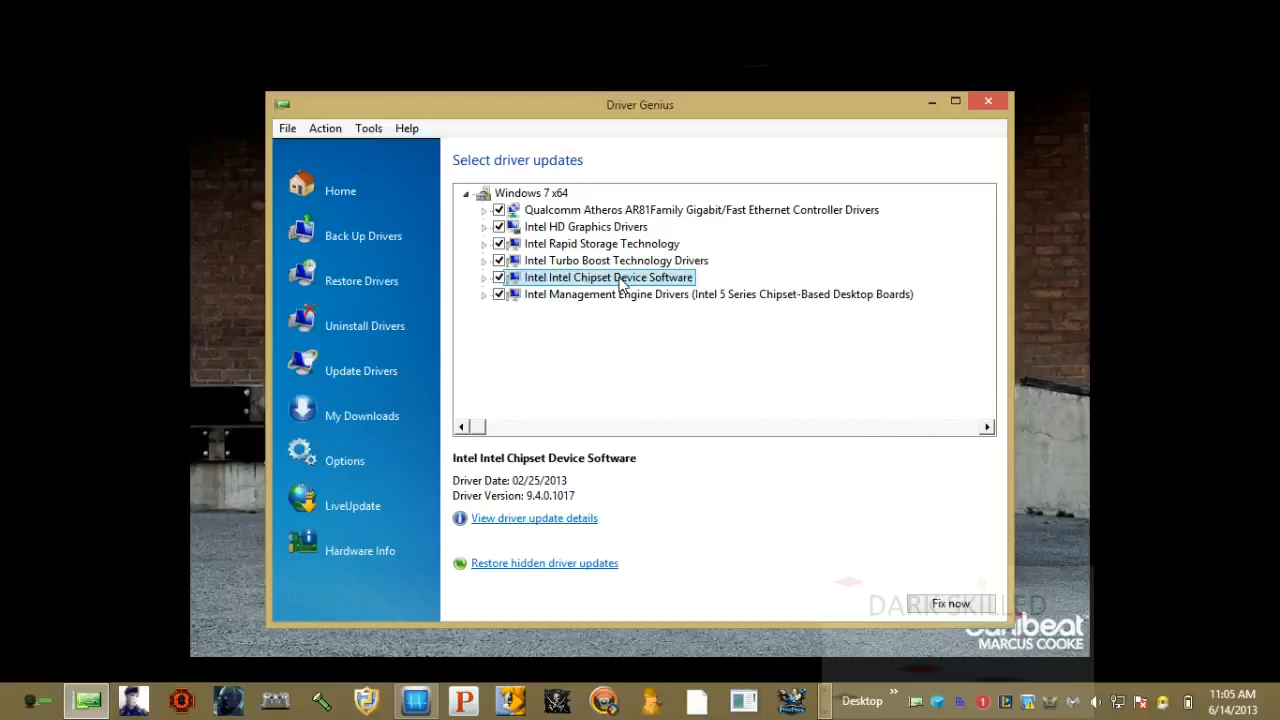 Driver Genius
File Action Tools Help
Home
Back Up Drivers
Restore Drivers
Uninstall Drivers
Update Drivers
My Downloads
Options
LiveUpdate
Hardware Info
Select driver updates
Windows 7 x64
Qualcomm Atheros AR81Family Gigabit/Fast Ethernet Controller Drivers
Intel HD Graphics Drivers
Intel Rapid Storage Technology
Intel Turbo Boost Technology Drivers
Intel Intel Chipset Device Software
Intel Management Engine Drivers (Intel 5 Series Chipset-Based Desktop Boards)
Intel Intel Chipset Device Software
Driver Date: 02/25/2013
Driver Version: 9.4.0.1017
View driver update details
Restore hidden driver updates
DARK SKILLED
Fix now
MARCUS COOKE
Desktop
11:05 AM
6/14/2013